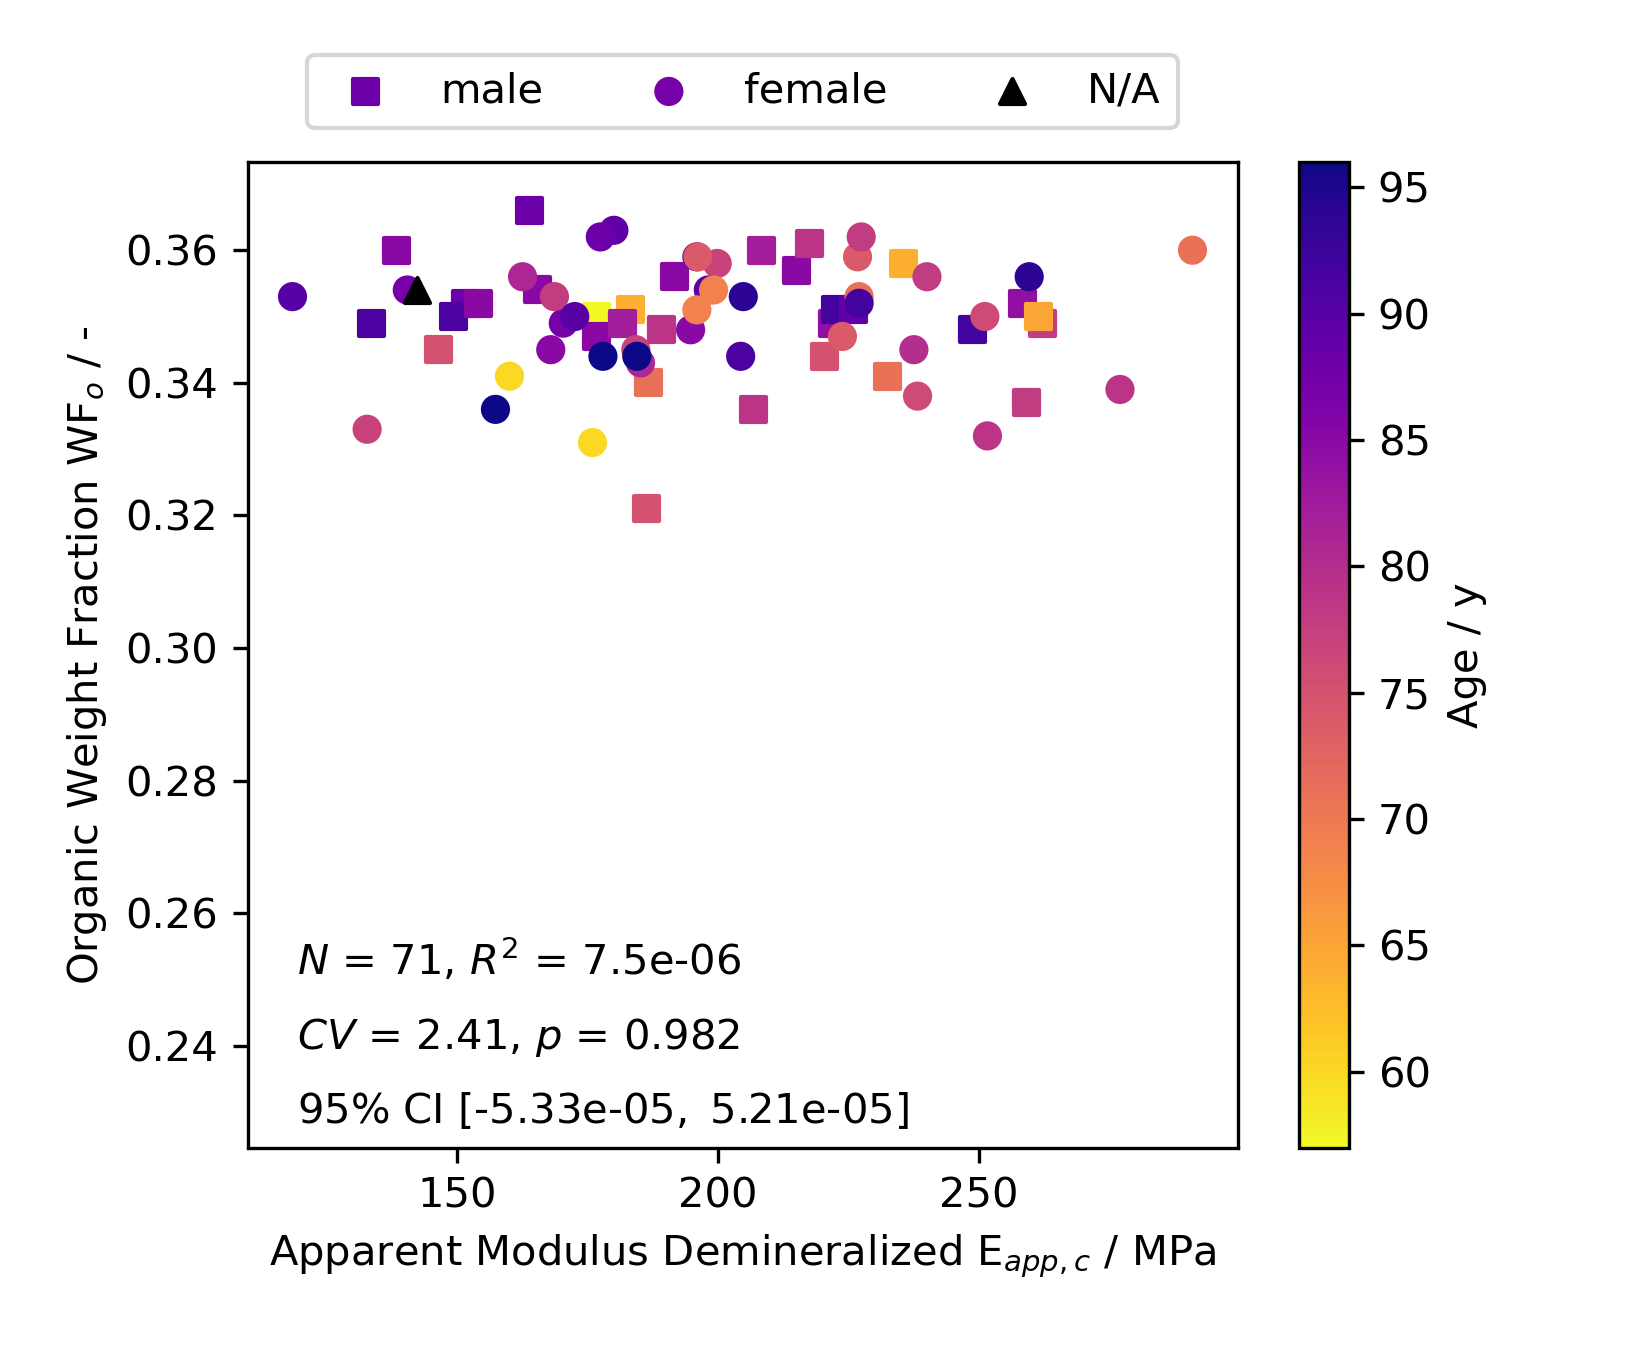 male female N/A
0.36
0.34
0.32
0.30
0.28
0.26
0.24
Organic Weight Fraction WFₒ / -
N = 71, R² = 7.5e-06
CV = 2.41, p = 0.982
95% CI [-5.33e-05, 5.21e-05]
150 200 250
Apparent Modulus Demineralized E_app,c / MPa
95
90
85
80
75
70
65
60
Age / y